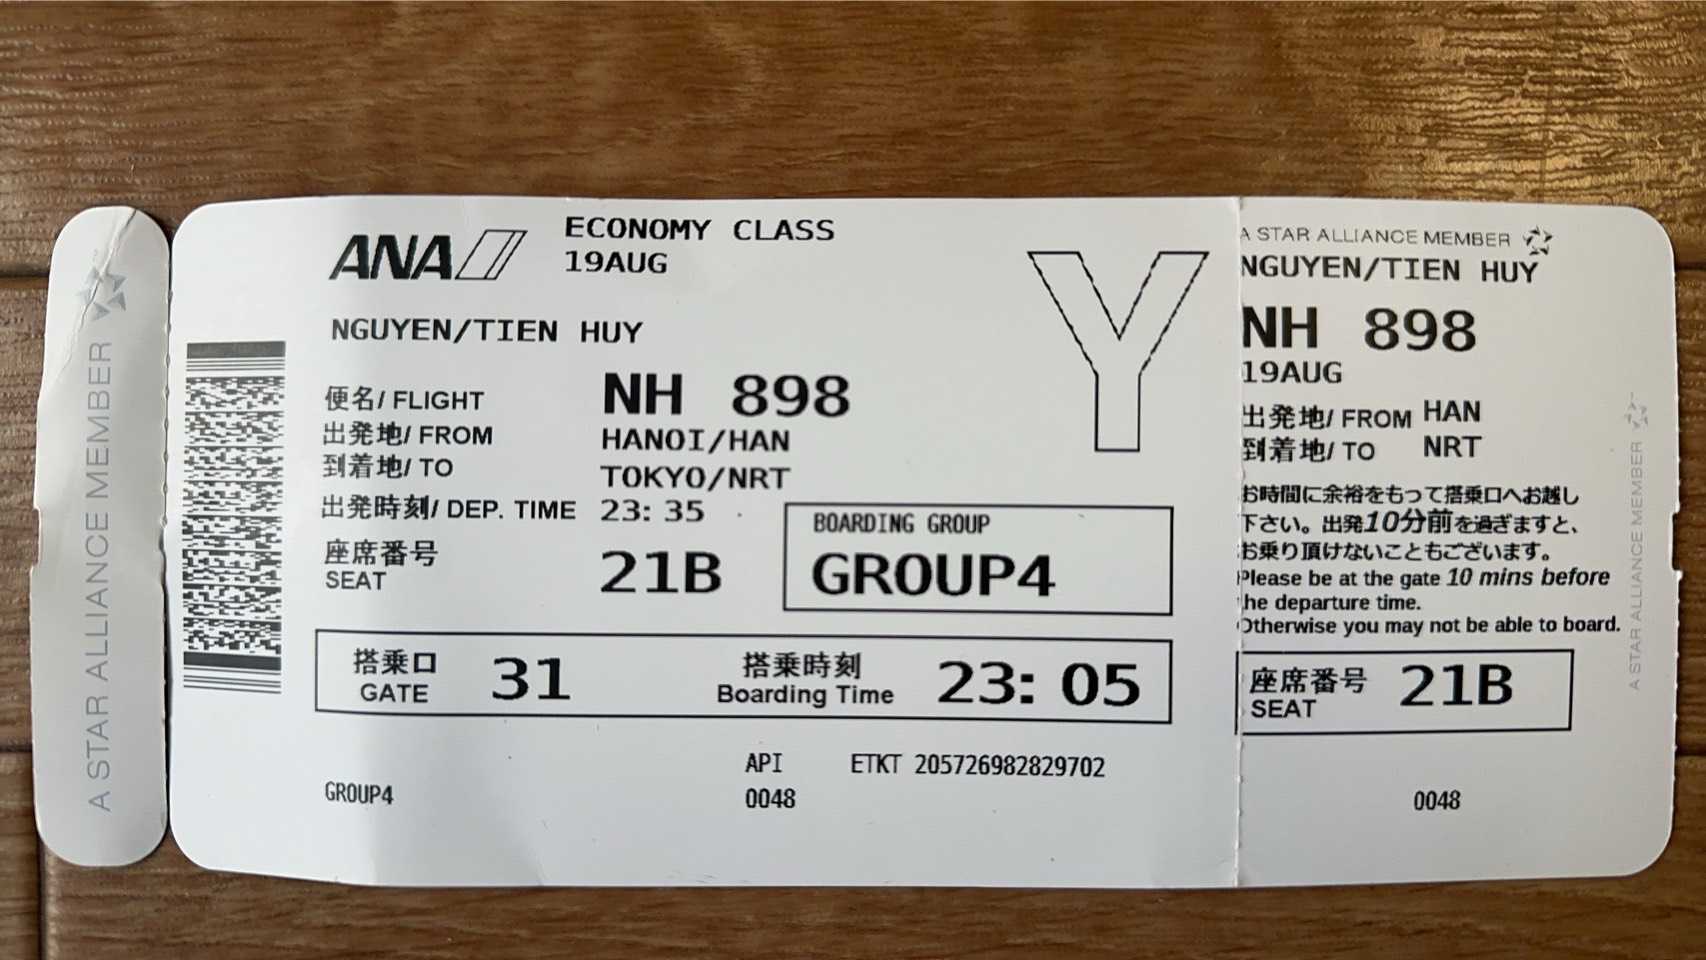 A STAR ALLIANCE MEMBER
ANA
ECONOMY CLASS
19AUG
Y
NGUYEN/TIEN HUY
便名/ FLIGHT NH 898
出発地/ FROM HANOI/HAN
到着地/ TO TOKYO/NRT
出発時刻/ DEP. TIME 23: 35
座席番号
SEAT 21B
BOARDING GROUP
GROUP4
搭乗口
GATE 31
搭乗時刻
Boarding Time 23: 05
API ETKT 205726982829702
GROUP4 0048
A STAR ALLIANCE MEMBER
NGUYEN/TIEN HUY
NH 898
19AUG
出発地/ FROM HAN
到着地/ TO NRT
お時間に余裕をもって搭乗口へお越し
下さい。出発10分前を過ぎますと、
お乗り頂けないこともございます。
Please be at the gate 10 mins before
the departure time.
Otherwise you may not be able to board.
座席番号
SEAT 21B
0048
A STAR ALLIANCE MEMBER